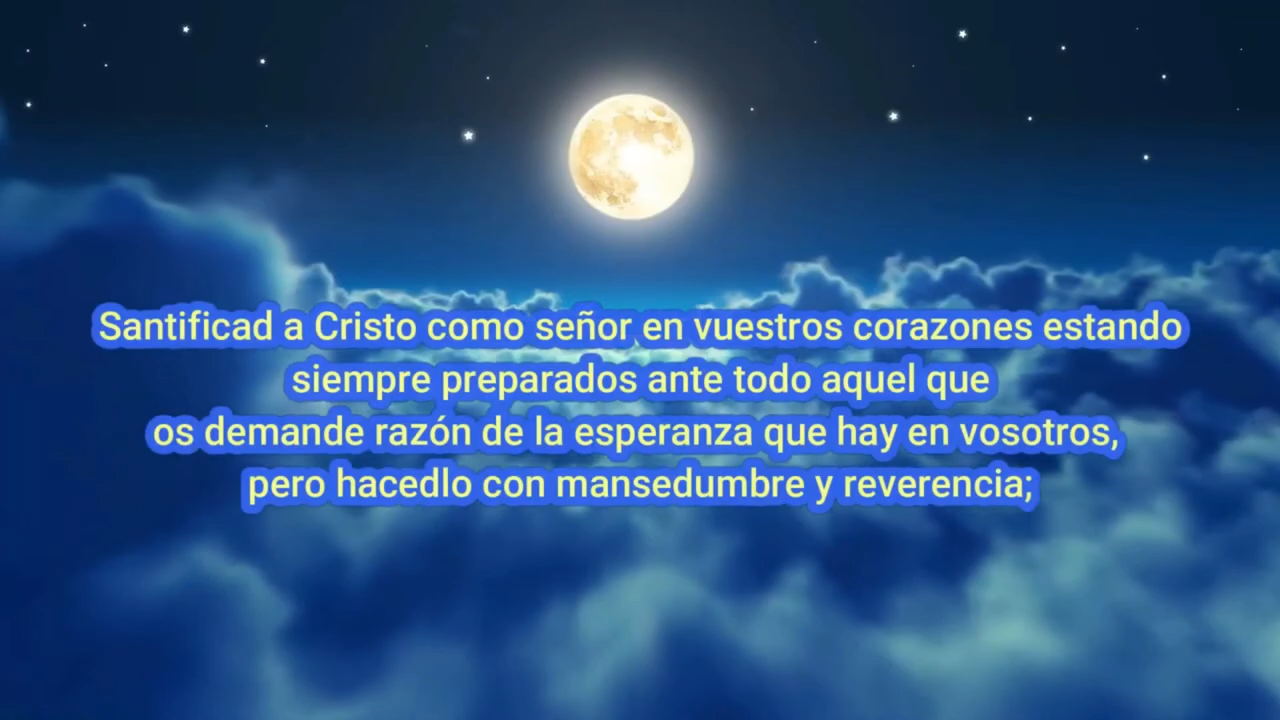 Santificad a Cristo como señor en vuestros corazones estando
siempre preparados ante todo aquel que
os demande razón de la esperanza que hay en vosotros,
pero hacedlo con mansedumbre y reverencia;